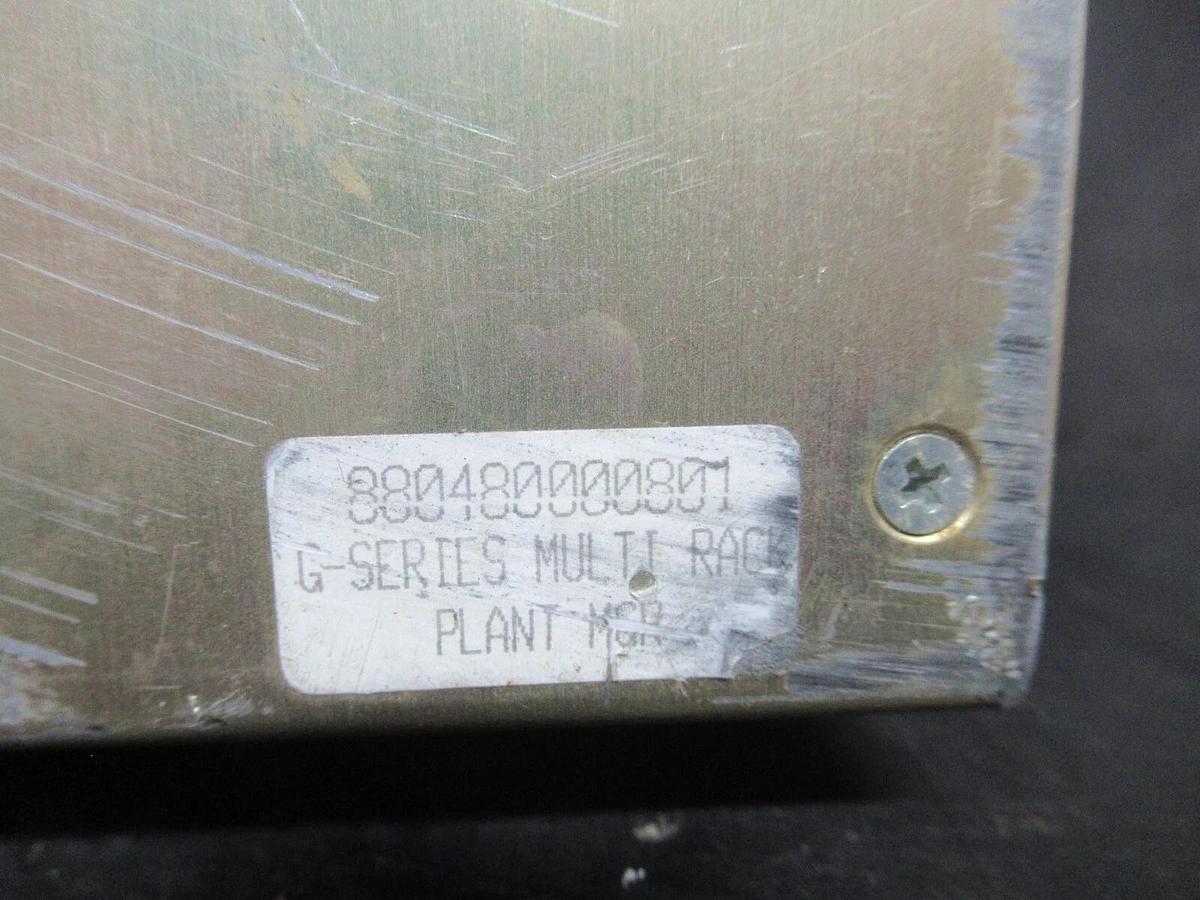 880480000801
G-SERIES MULTI RACK
PLANT MGR